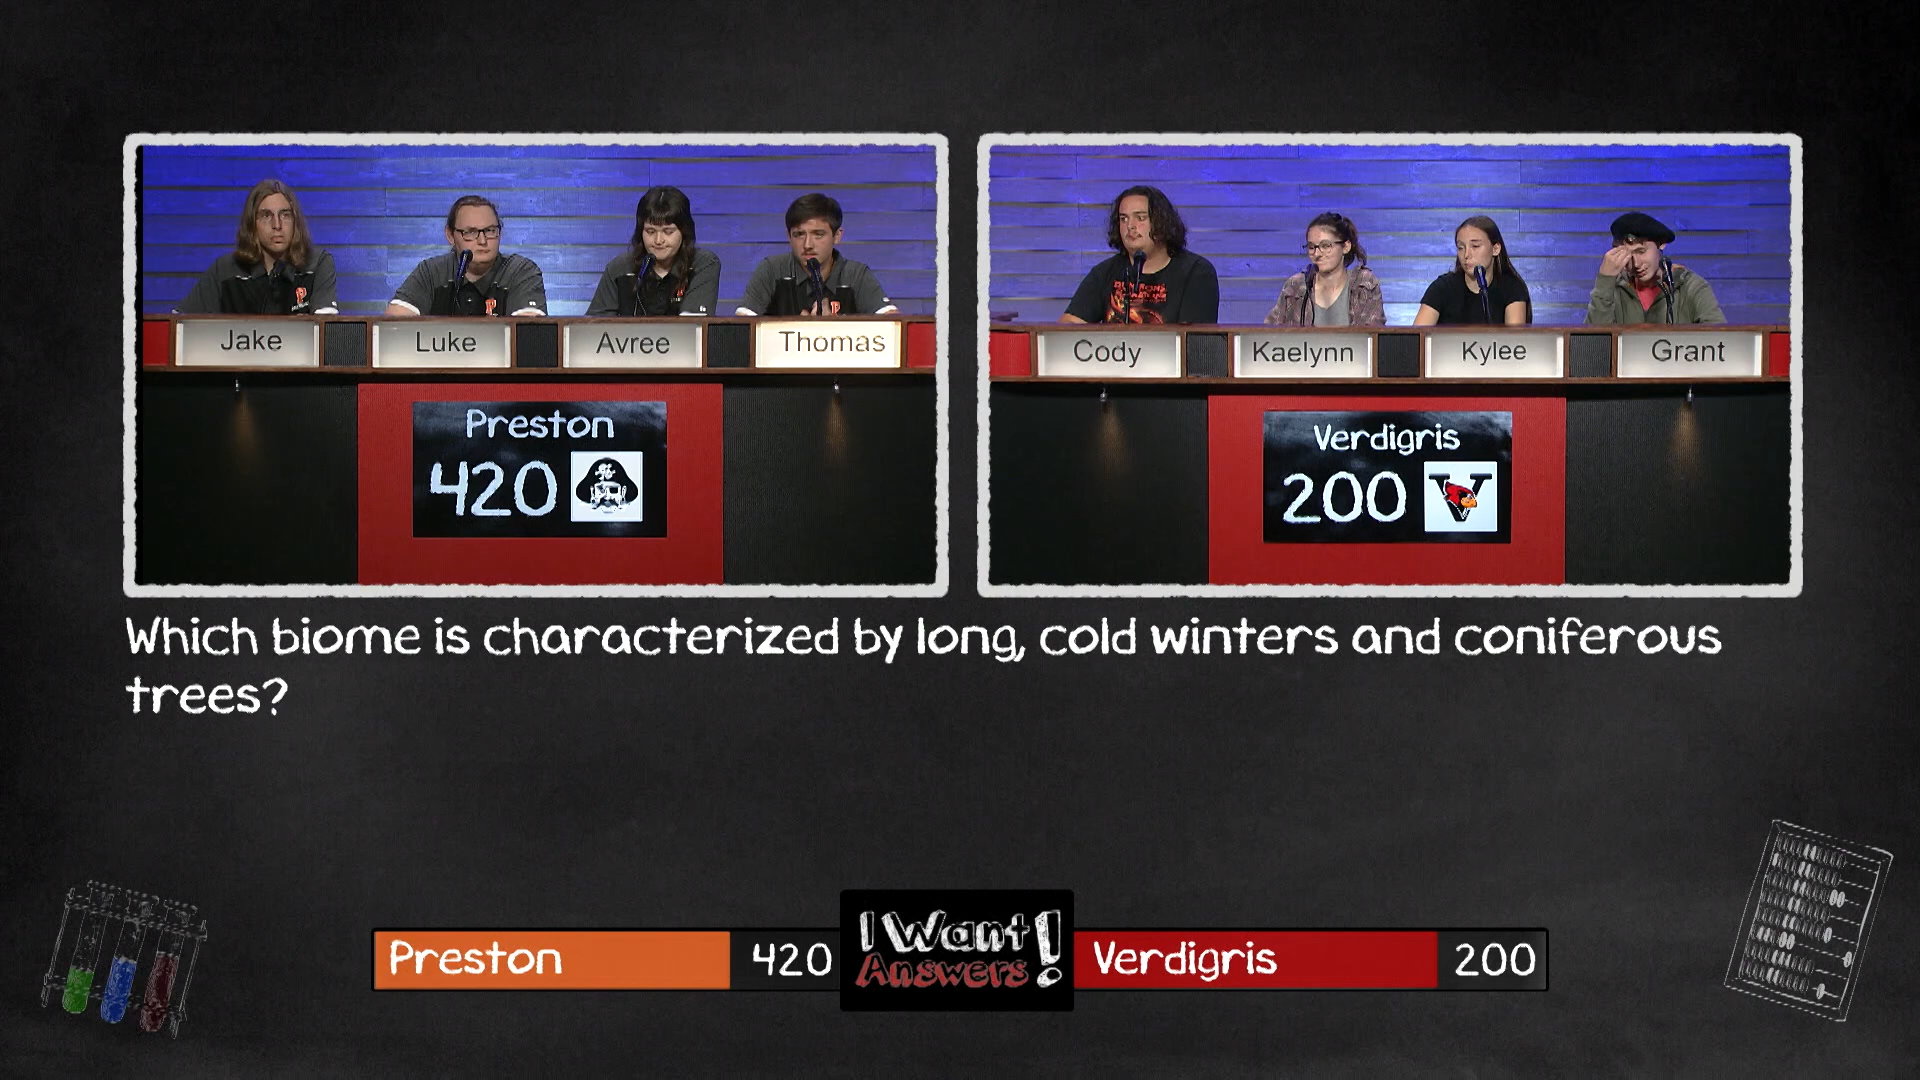 Jake Luke Avree Thomas
Preston
420
Cody Kaelynn Kylee Grant
Verdigris
200
Which biome is characterized by long, cold winters and coniferous
trees?
Preston 420 I Want Answers! Verdigris 200